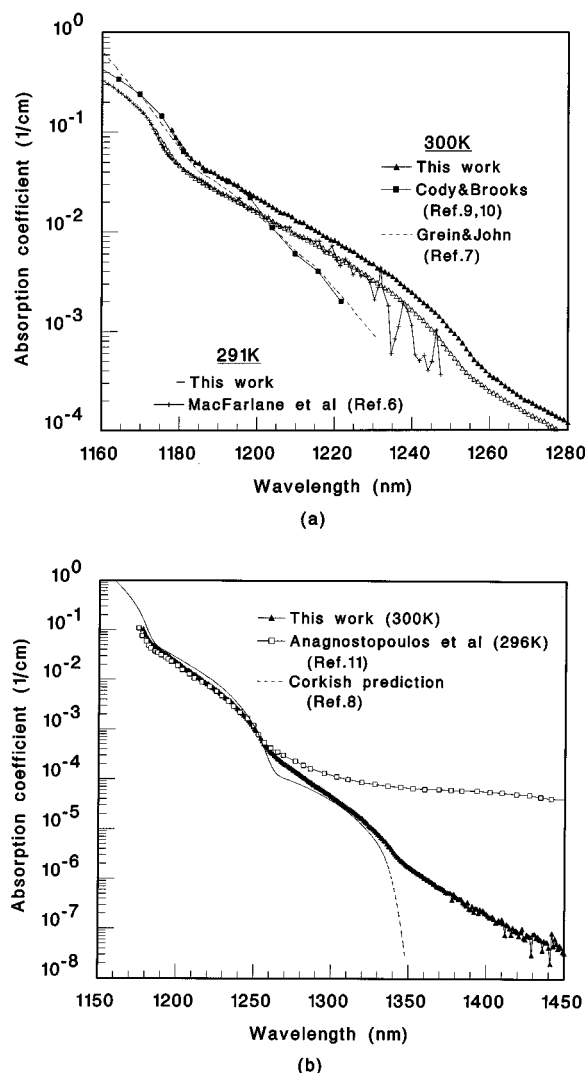 10⁰
10⁻¹
10⁻²
10⁻³
10⁻⁴
Absorption coefficient (1/cm)
300K
This work
Cody&Brooks
(Ref.9,10)
Grein&John
(Ref.7)
291K
This work
MacFarlane et al (Ref.6)
1160 1180 1200 1220 1240 1260 1280
Wavelength (nm)
(a)
10⁰
10⁻¹
10⁻²
10⁻³
10⁻⁴
10⁻⁵
10⁻⁶
10⁻⁷
10⁻⁸
Absorption coefficient (1/cm)
This work (300K)
Anagnostopoulos et al (296K)
(Ref.11)
Corkish prediction
(Ref.8)
1150 1200 1250 1300 1350 1400 1450
Wavelength (nm)
(b)